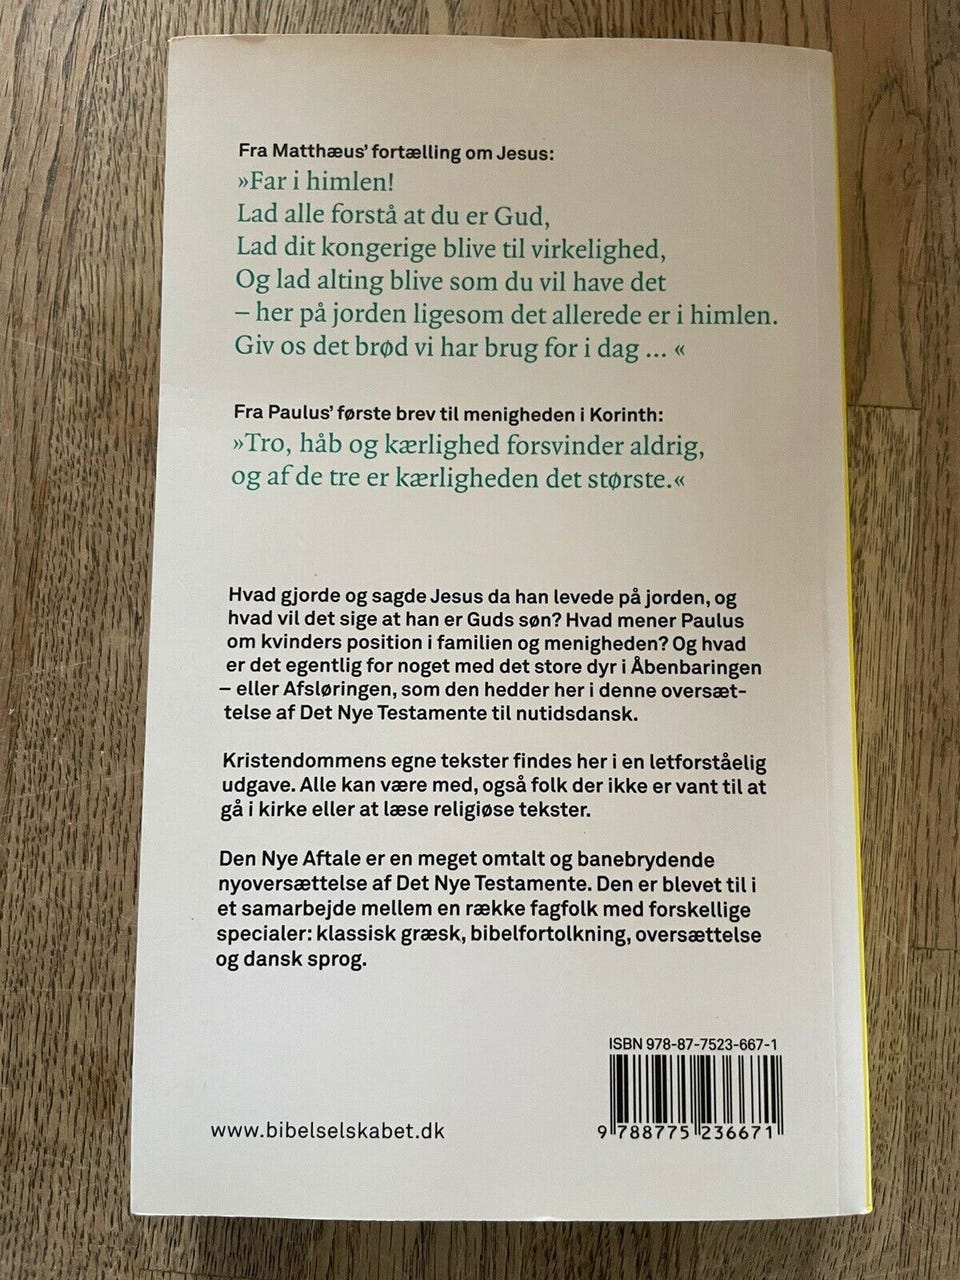 Fra Matthæus' fortælling om Jesus:
»Far i himlen!
Lad alle forstå at du er Gud,
Lad dit kongerige blive til virkelighed,
Og lad alting blive som du vil have det
– her på jorden ligesom det allerede er i himlen.
Giv os det brød vi har brug for i dag ... «
Fra Paulus' første brev til menigheden i Korinth:
»Tro, håb og kærlighed forsvinder aldrig,
og af de tre er kærligheden det største.«
Hvad gjorde og sagde Jesus da han levede på jorden, og
hvad vil det sige at han er Guds søn? Hvad mener Paulus
om kvinders position i familien og menigheden? Og hvad
er det egentlig for noget med det store dyr i Åbenbaringen
– eller Afsløringen, som den hedder her i denne oversæt-
telse af Det Nye Testamente til nutidsdansk.
Kristendommens egne tekster findes her i en letforståelig
udgave. Alle kan være med, også folk der ikke er vant til at
gå i kirke eller at læse religiøse tekster.
Den Nye Aftale er en meget omtalt og banebrydende
nyoversættelse af Det Nye Testamente. Den er blevet til i
et samarbejde mellem en række fagfolk med forskellige
specialer: klassisk græsk, bibelfortolkning, oversættelse
og dansk sprog.
ISBN 978-87-7523-667-1
9 788775 236671
www.bibelselskabet.dk